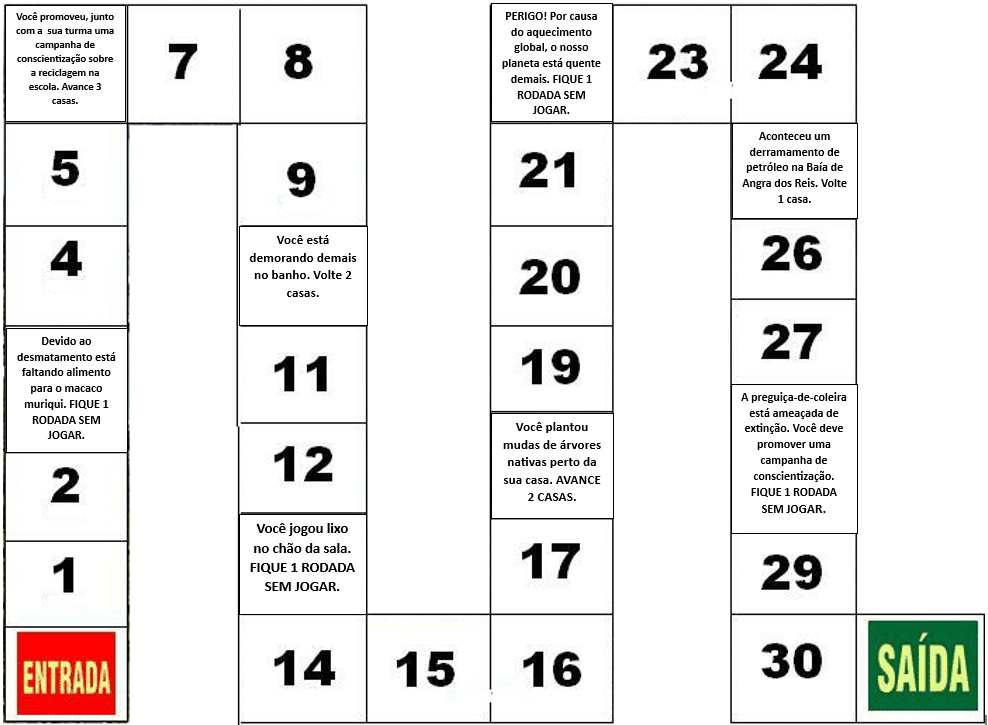 Você promoveu, junto
com a sua turma uma
campanha de
conscientização sobre
a reciclagem na
escola. Avance 3
casas.
7
8
PERIGO! Por causa
do aquecimento
global, o nosso
planeta está quente
demais. FIQUE 1
RODADA SEM
JOGAR.
23
24
5
9
21
Aconteceu um
derramamento de
petróleo na Baía de
Angra dos Reis. Volte
1 casa.
4
Você está
demorando demais
no banho. Volte 2
casas.
20
26
Devido ao
desmatamento está
faltando alimento
para o macaco
muriqui. FIQUE 1
RODADA SEM
JOGAR.
11
19
27
2
12
Você plantou
mudas de árvores
nativas perto da
sua casa. AVANCE
2 CASAS.
A preguiça-de-coleira
está ameaçada de
extinção. Você deve
promover uma
campanha de
conscientização.
FIQUE 1 RODADA
SEM JOGAR.
1
Você jogou lixo
no chão da sala.
FIQUE 1 RODADA
SEM JOGAR.
17
29
ENTRADA
14
15
16
30
SAÍDA